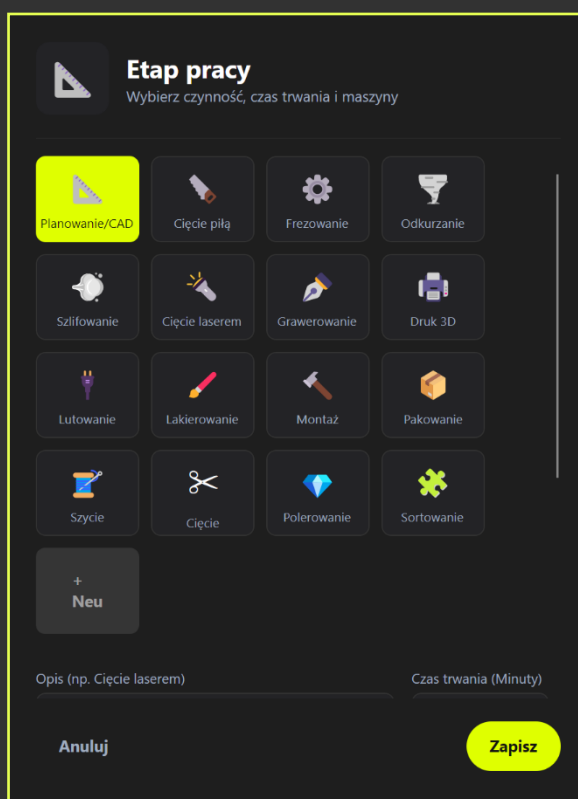 Etap pracy
Wybierz czynność, czas trwania i maszyny
Planowanie/CAD
Cięcie piłą
Frezowanie
Odkurzanie
Szlifowanie
Cięcie laserem
Grawerowanie
Druk 3D
Lutowanie
Lakierowanie
Montaż
Pakowanie
Szycie
Cięcie
Polerowanie
Sortowanie
+
Neu
Opis (np. Cięcie laserem)
Czas trwania (Minuty)
Anuluj
Zapisz